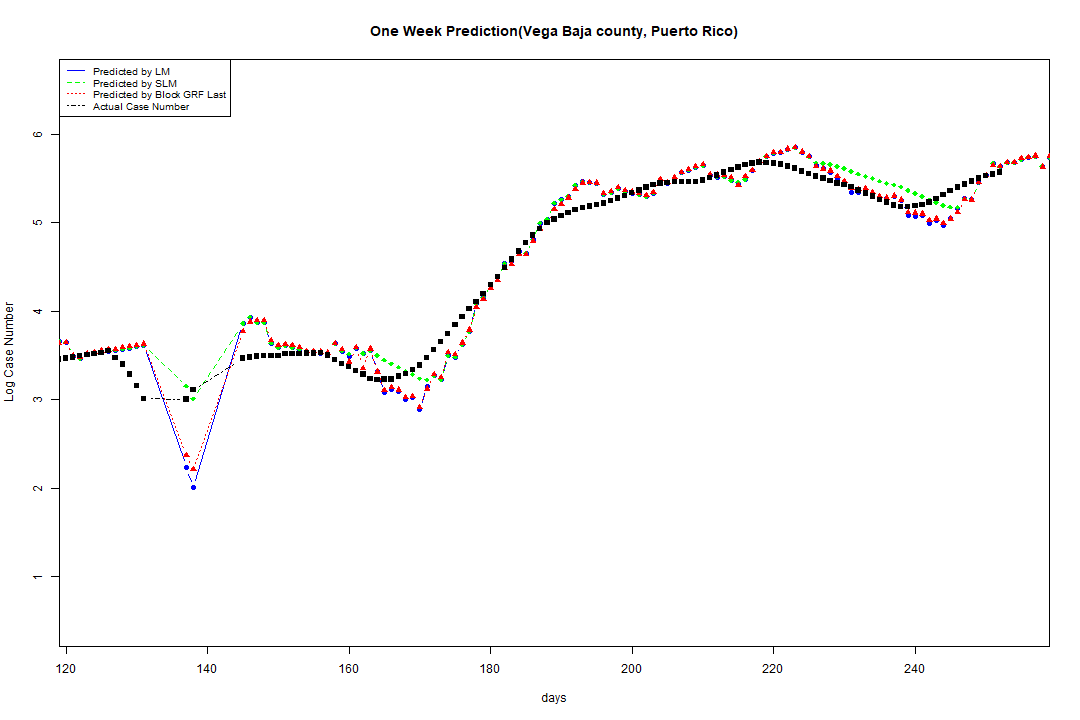 One Week Prediction(Vega Baja county, Puerto Rico)
Predicted by LM
Predicted by SLM
Predicted by Block GRF Last
Actual Case Number
6
5
4
3
2
1
Log Case Number
120 140 160 180 200 220 240
days